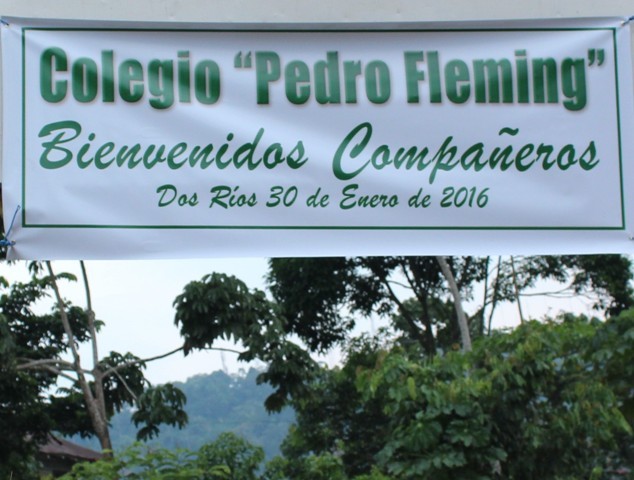 Colegio "Pedro Fleming"
Bienvenidos Compañeros
Dos Ríos 30 de Enero de 2016